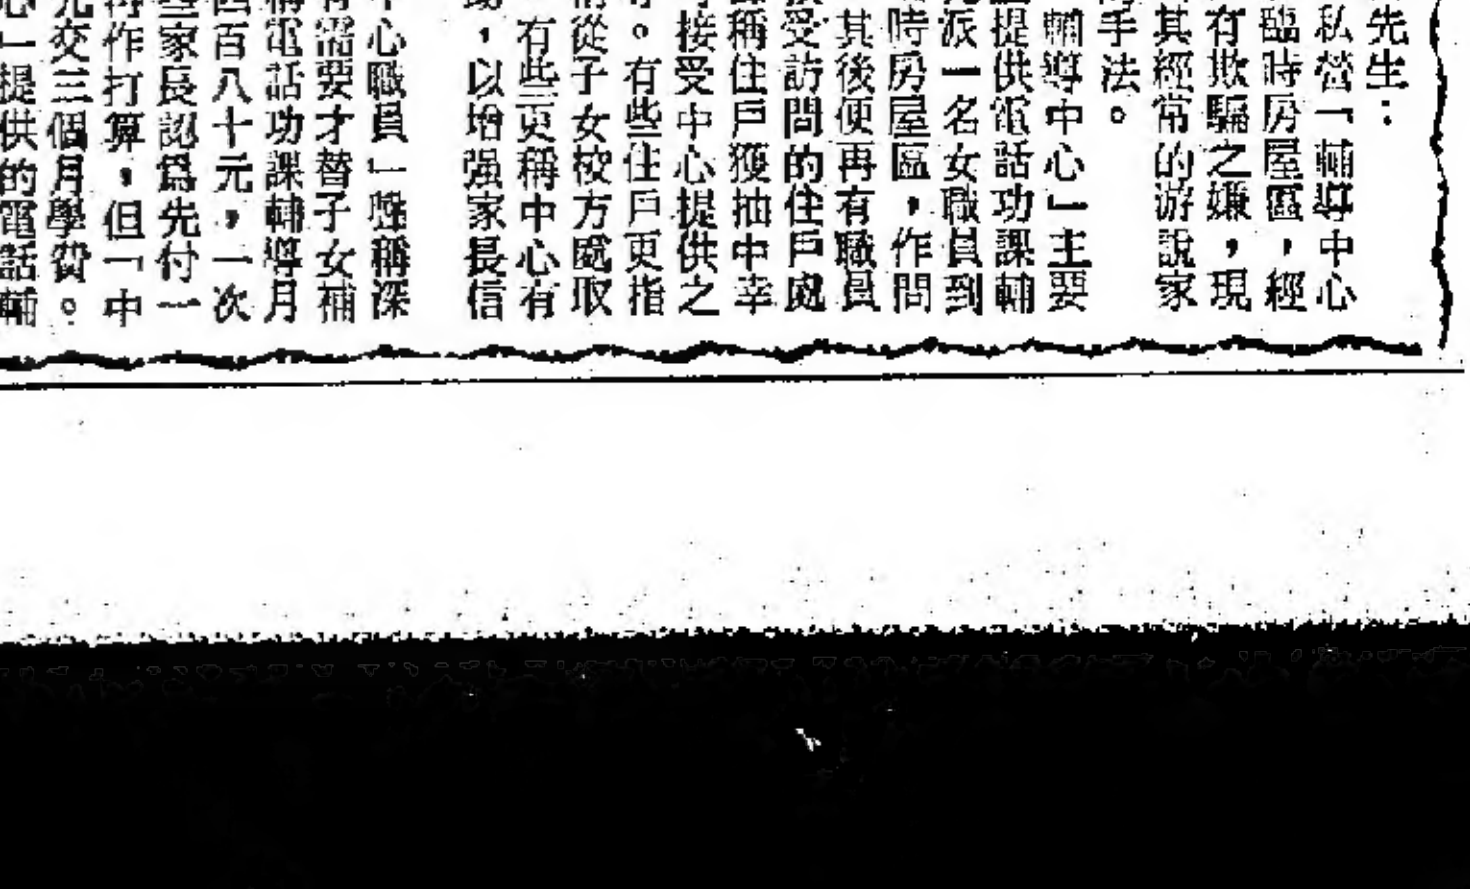 先生：
私營「輔導中心
臨時房屋區，經
有欺騙之嫌，現
其經常的游說家
手法。
輔導中心」主要
提供電話功課輔
派一名女職員到
時房屋區，作問
其後便再有職員
受訪問的住戶處
稱住戶獲抽中幸
接受中心提供之
。有些住戶更指
從子女校方處取
有些更稱中心有
，以增强家長信
心職員」聲稱深
需要才替子女補
電話功課輔導月
四百八十元，一次
些家長認爲先付一
再作打算，但「中
先交三個月學費。
心」提供的電話輔